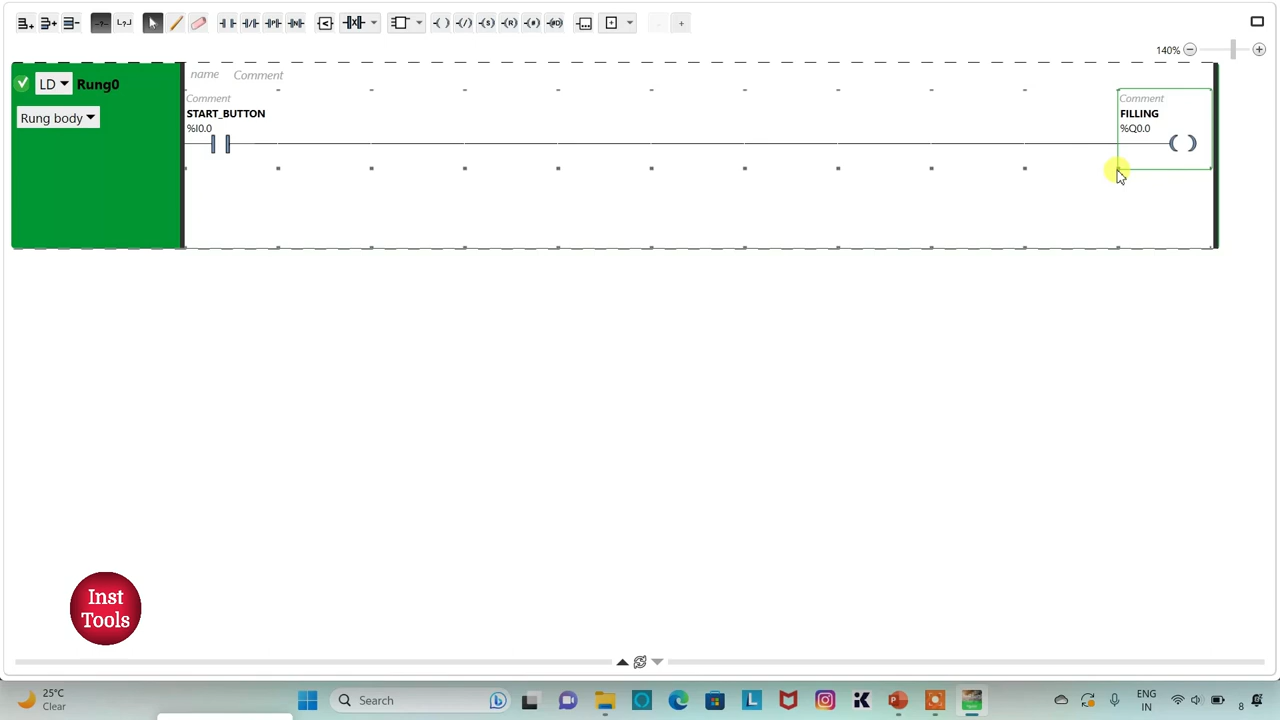 140%
LD Rung0
name Comment
Rung body
Comment
START_BUTTON
%I0.0
Comment
FILLING
%Q0.0
Inst
Tools
25°C
Clear
Search
ENG
IN
8